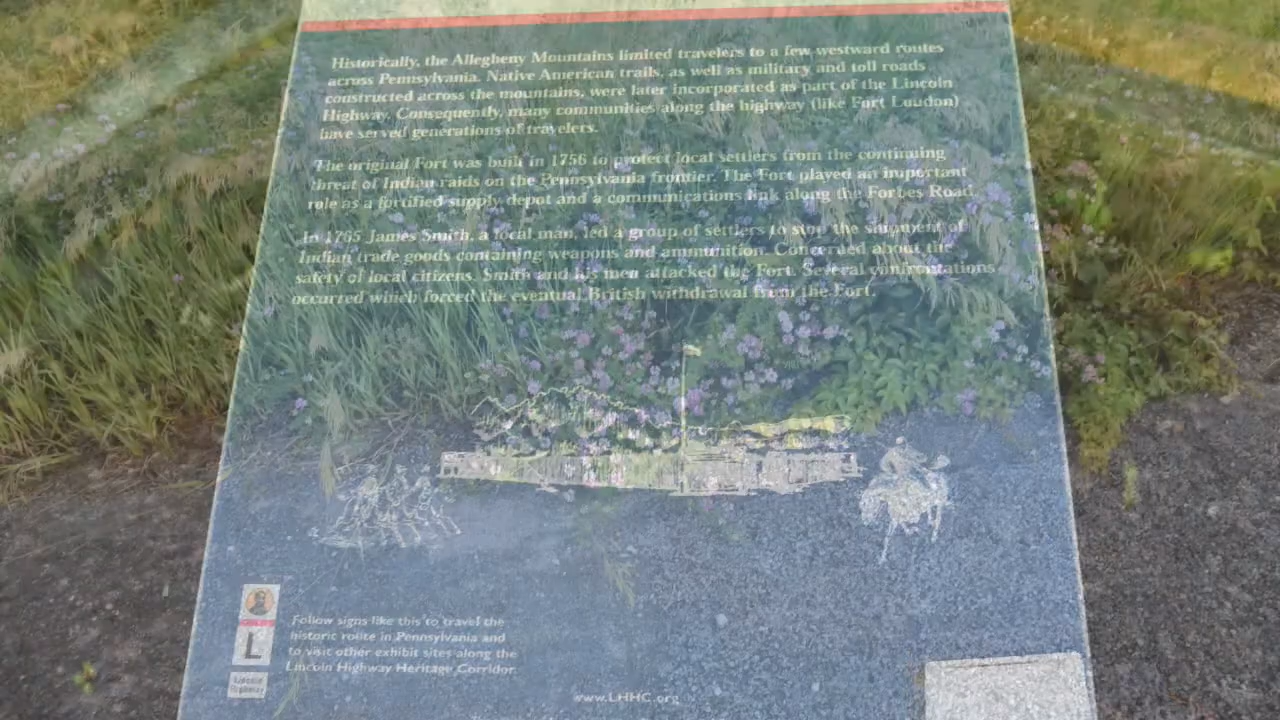 Historically, the Allegheny Mountains limited travelers to a few westward routes
across Pennsylvania. Native American trails, as well as military and toll roads
constructed across the mountains, were later incorporated as part of the Lincoln
Highway. Consequently, many communities along the highway (like Fort Loudon)
have served generations of travelers.
The original Fort was built in 1756 to protect local settlers from the continuing
threat of Indian raids on the Pennsylvania frontier. The Fort played an important
role as a fortified supply depot and a communications link along the Forbes Road.
In 1765 James Smith, a local man, led a group of settlers to stop the shipment of
Indian trade goods containing weapons and ammunition. Concerned about the
safety of local citizens, Smith and his men attacked the Fort. Several confrontations
occurred which forced the eventual British withdrawal from the Fort.
L
Lincoln
Highway
Follow signs like this to travel the
historic route in Pennsylvania and
to visit other exhibit sites along the
Lincoln Highway Heritage Corridor.
www.LHHC.org